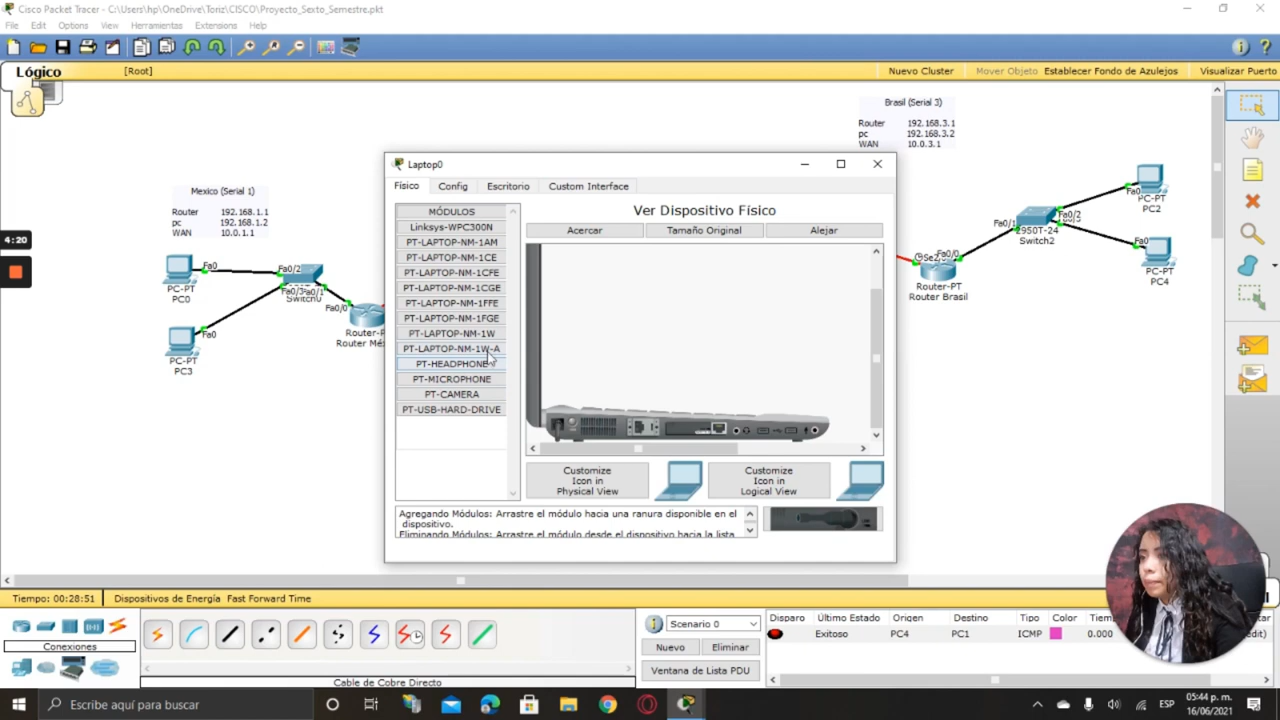 Cisco Packet Tracer - C:\Users\hp\OneDrive\Toriz\CISCO\Proyecto_Sexto_Semestre.pkt
File Edit Options View Herramientas Extensions Help
Lógico [Root] Nuevo Cluster Mover Objeto Establecer Fondo de Azulejos Visualizar Puerto
Brasil (Serial 3)
Router 192.168.3.1
pc 192.168.3.2
WAN 10.0.3.1
Mexico (Serial 1)
Router 192.168.1.1
pc 192.168.1.2
WAN 10.0.1.1
4:20
Fa0
PC-PT
PC0
Fa0/2
Fa0/3
Fa0/1
Switch0
Fa0
PC-PT
PC3
Fa0/0
Router-P
Router Méx
Laptop0
Físico Config Escritorio Custom Interface
MÓDULOS
Linksys-WPC300N
PT-LAPTOP-NM-1AM
PT-LAPTOP-NM-1CE
PT-LAPTOP-NM-1CFE
PT-LAPTOP-NM-1CGE
PT-LAPTOP-NM-1FFE
PT-LAPTOP-NM-1FGE
PT-LAPTOP-NM-1W
PT-LAPTOP-NM-1W-A
PT-HEADPHONE
PT-MICROPHONE
PT-CAMERA
PT-USB-HARD-DRIVE
Ver Dispositivo Físico
Acercar Tamaño Original Alejar
Customize
Icon in
Physical View
Customize
Icon in
Logical View
Agregando Módulos: Arrastre el módulo hacia una ranura disponible en el
dispositivo.
Eliminando Módulos: Arrastre el módulo desde el dispositivo hacia la lista
Fa0/0
Router-PT
Router Brasil
Fa0/1
Fa0/2
2950T-24
Switch2
Fa0
PC-PT
PC2
Fa0
PC-PT
PC4
Tiempo: 00:28:51 Dispositivos de Energía Fast Forward Time
Conexiones
Cable de Cobre Directo
Scenario 0
Nuevo Eliminar
Ventana de Lista PDU
Disparo Último Estado Origen Destino Tipo Color
Exitoso PC4 PC1 ICMP 0.000
Escribe aquí para buscar
ESP
05:44 p. m.
16/06/2021